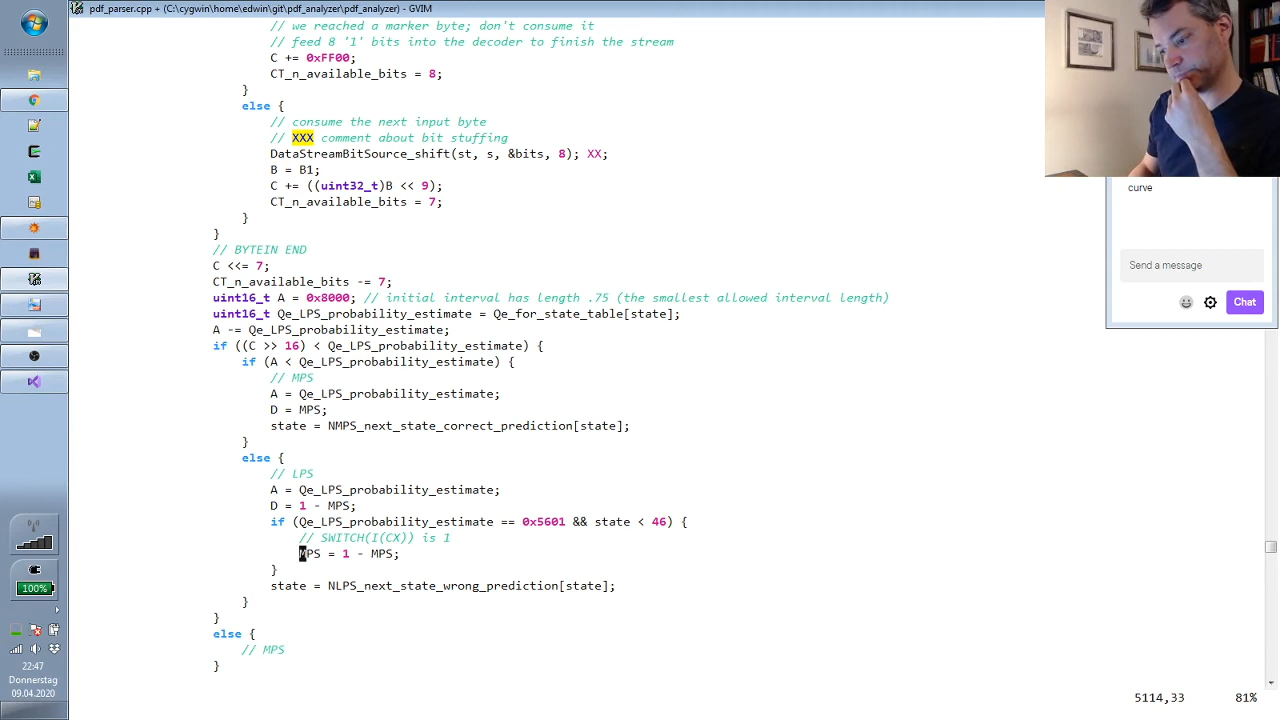 pdf_parser.cpp + (C:\cygwin\home\edwin\git\pdf_analyzer\pdf_analyzer) - GVIM
// we reached a marker byte; don't consume it
// feed 8 '1' bits into the decoder to finish the stream
C += 0xFF00;
CT_n_available_bits = 8;
}
else {
// consume the next input byte
// XXX comment about bit stuffing
DataStreamBitSource_shift(st, s, &bits, 8); XX;
B = B1;
C += ((uint32_t)B << 9);
CT_n_available_bits = 7;
}
}
// BYTEIN END
C <<= 7;
CT_n_available_bits -= 7;
uint16_t A = 0x8000; // initial interval has length .75 (the smallest allowed interval length)
uint16_t Qe_LPS_probability_estimate = Qe_for_state_table[state];
A -= Qe_LPS_probability_estimate;
if ((C >> 16) < Qe_LPS_probability_estimate) {
if (A < Qe_LPS_probability_estimate) {
// MPS
A = Qe_LPS_probability_estimate;
D = MPS;
state = NMPS_next_state_correct_prediction[state];
}
else {
// LPS
A = Qe_LPS_probability_estimate;
D = 1 - MPS;
if (Qe_LPS_probability_estimate == 0x5601 && state < 46) {
// SWITCH(I(CX)) is 1
MPS = 1 - MPS;
}
state = NLPS_next_state_wrong_prediction[state];
}
}
else {
// MPS
}
5114,33 81%
curve
Send a message
Chat
100%
22:47
Donnerstag
09.04.2020